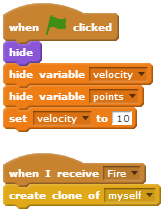 when clicked
hide
hide variable velocity
hide variable points
set velocity to 10
when I receive Fire
create clone of myself